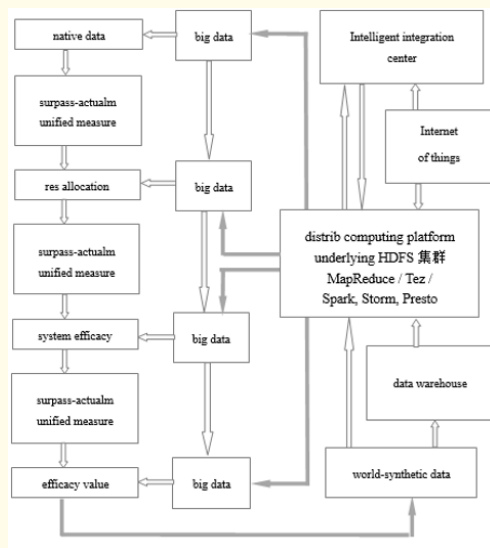 native data
surpass-actualm
unified measure
res allocation
surpass-actualm
unified measure
system efficacy
surpass-actualm
unified measure
efficacy value
big data
big data
big data
big data
Intelligent integration
center
Internet
of things
distrib computing platform
underlying HDFS 集群
MapReduce / Tez /
Spark, Storm, Presto
data warehouse
world-synthetic data